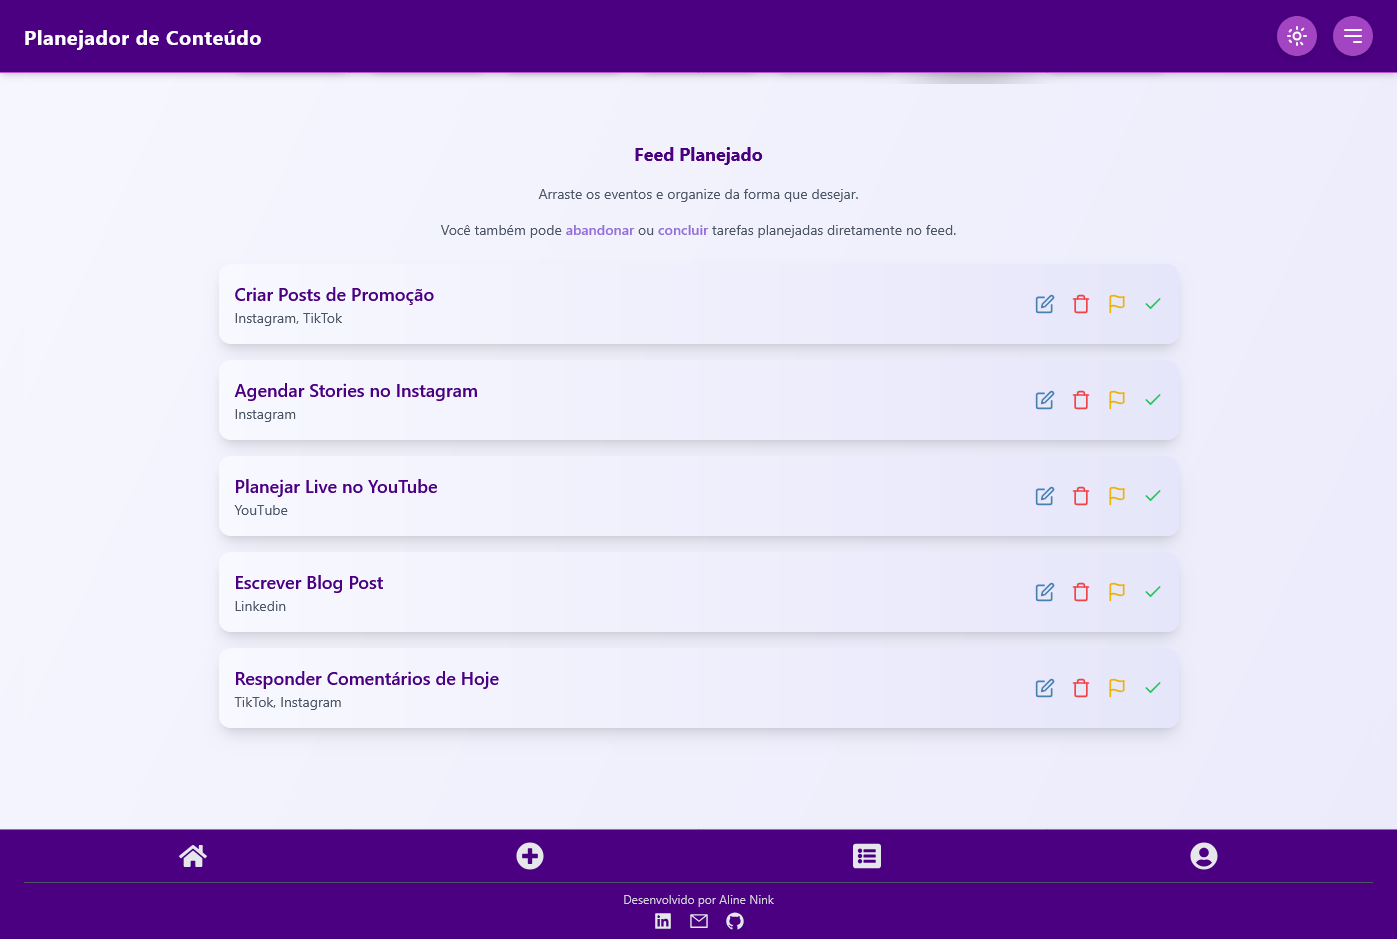 Planejador de Conteúdo
Feed Planejado
Arraste os eventos e organize da forma que desejar.
Você também pode abandonar ou concluir tarefas planejadas diretamente no feed.
Criar Posts de Promoção
Instagram, TikTok
Agendar Stories no Instagram
Instagram
Planejar Live no YouTube
YouTube
Escrever Blog Post
Linkedin
Responder Comentários de Hoje
TikTok, Instagram
Desenvolvido por Aline Nink